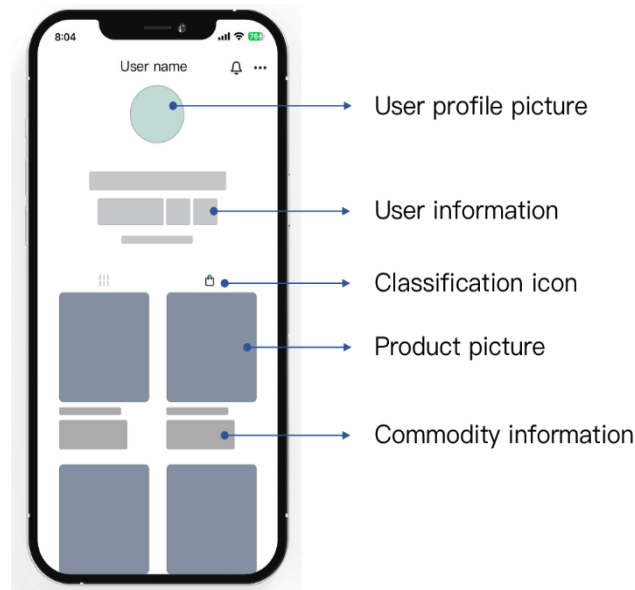 8:04
76
User name
User profile picture
User information
Classification icon
Product picture
Commodity information